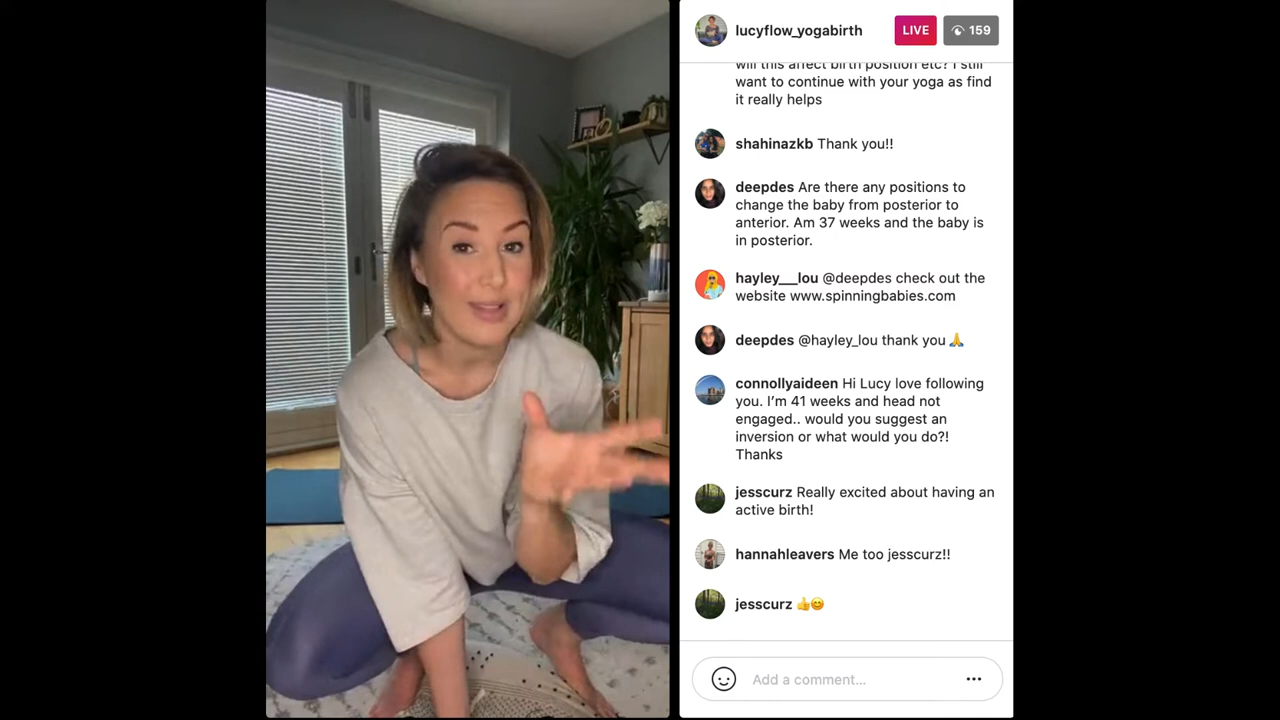 lucyflow_yogabirth
LIVE
159
will this affect birth position etc? I still
want to continue with your yoga as find
it really helps
shahinazkb Thank you!!
deepdes Are there any positions to
change the baby from posterior to
anterior. Am 37 weeks and the baby is
in posterior.
hayley___lou @deepdes check out the
website www.spinningbabies.com
deepdes @hayley_lou thank you 🙏
connollyaideen Hi Lucy love following
you. I’m 41 weeks and head not
engaged.. would you suggest an
inversion or what would you do?!
Thanks
jesscurz Really excited about having an
active birth!
hannahleavers Me too jesscurz!!
jesscurz 👍😊
Add a comment...